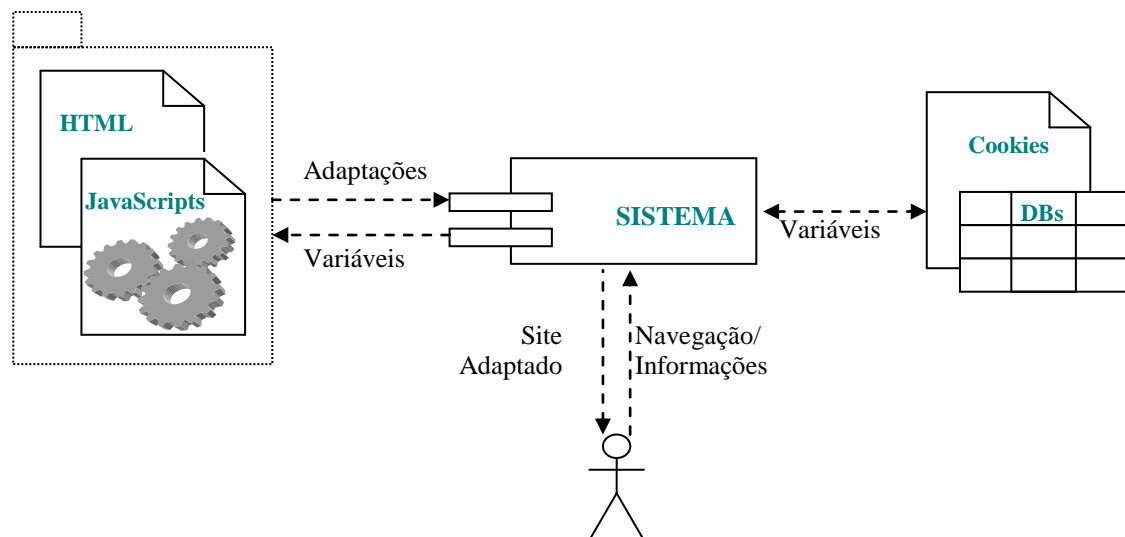 HTML
JavaScripts
Adaptações
Variáveis
SISTEMA
Variáveis
Cookies
DBs
Site
Adaptado
Navegação/
Informações